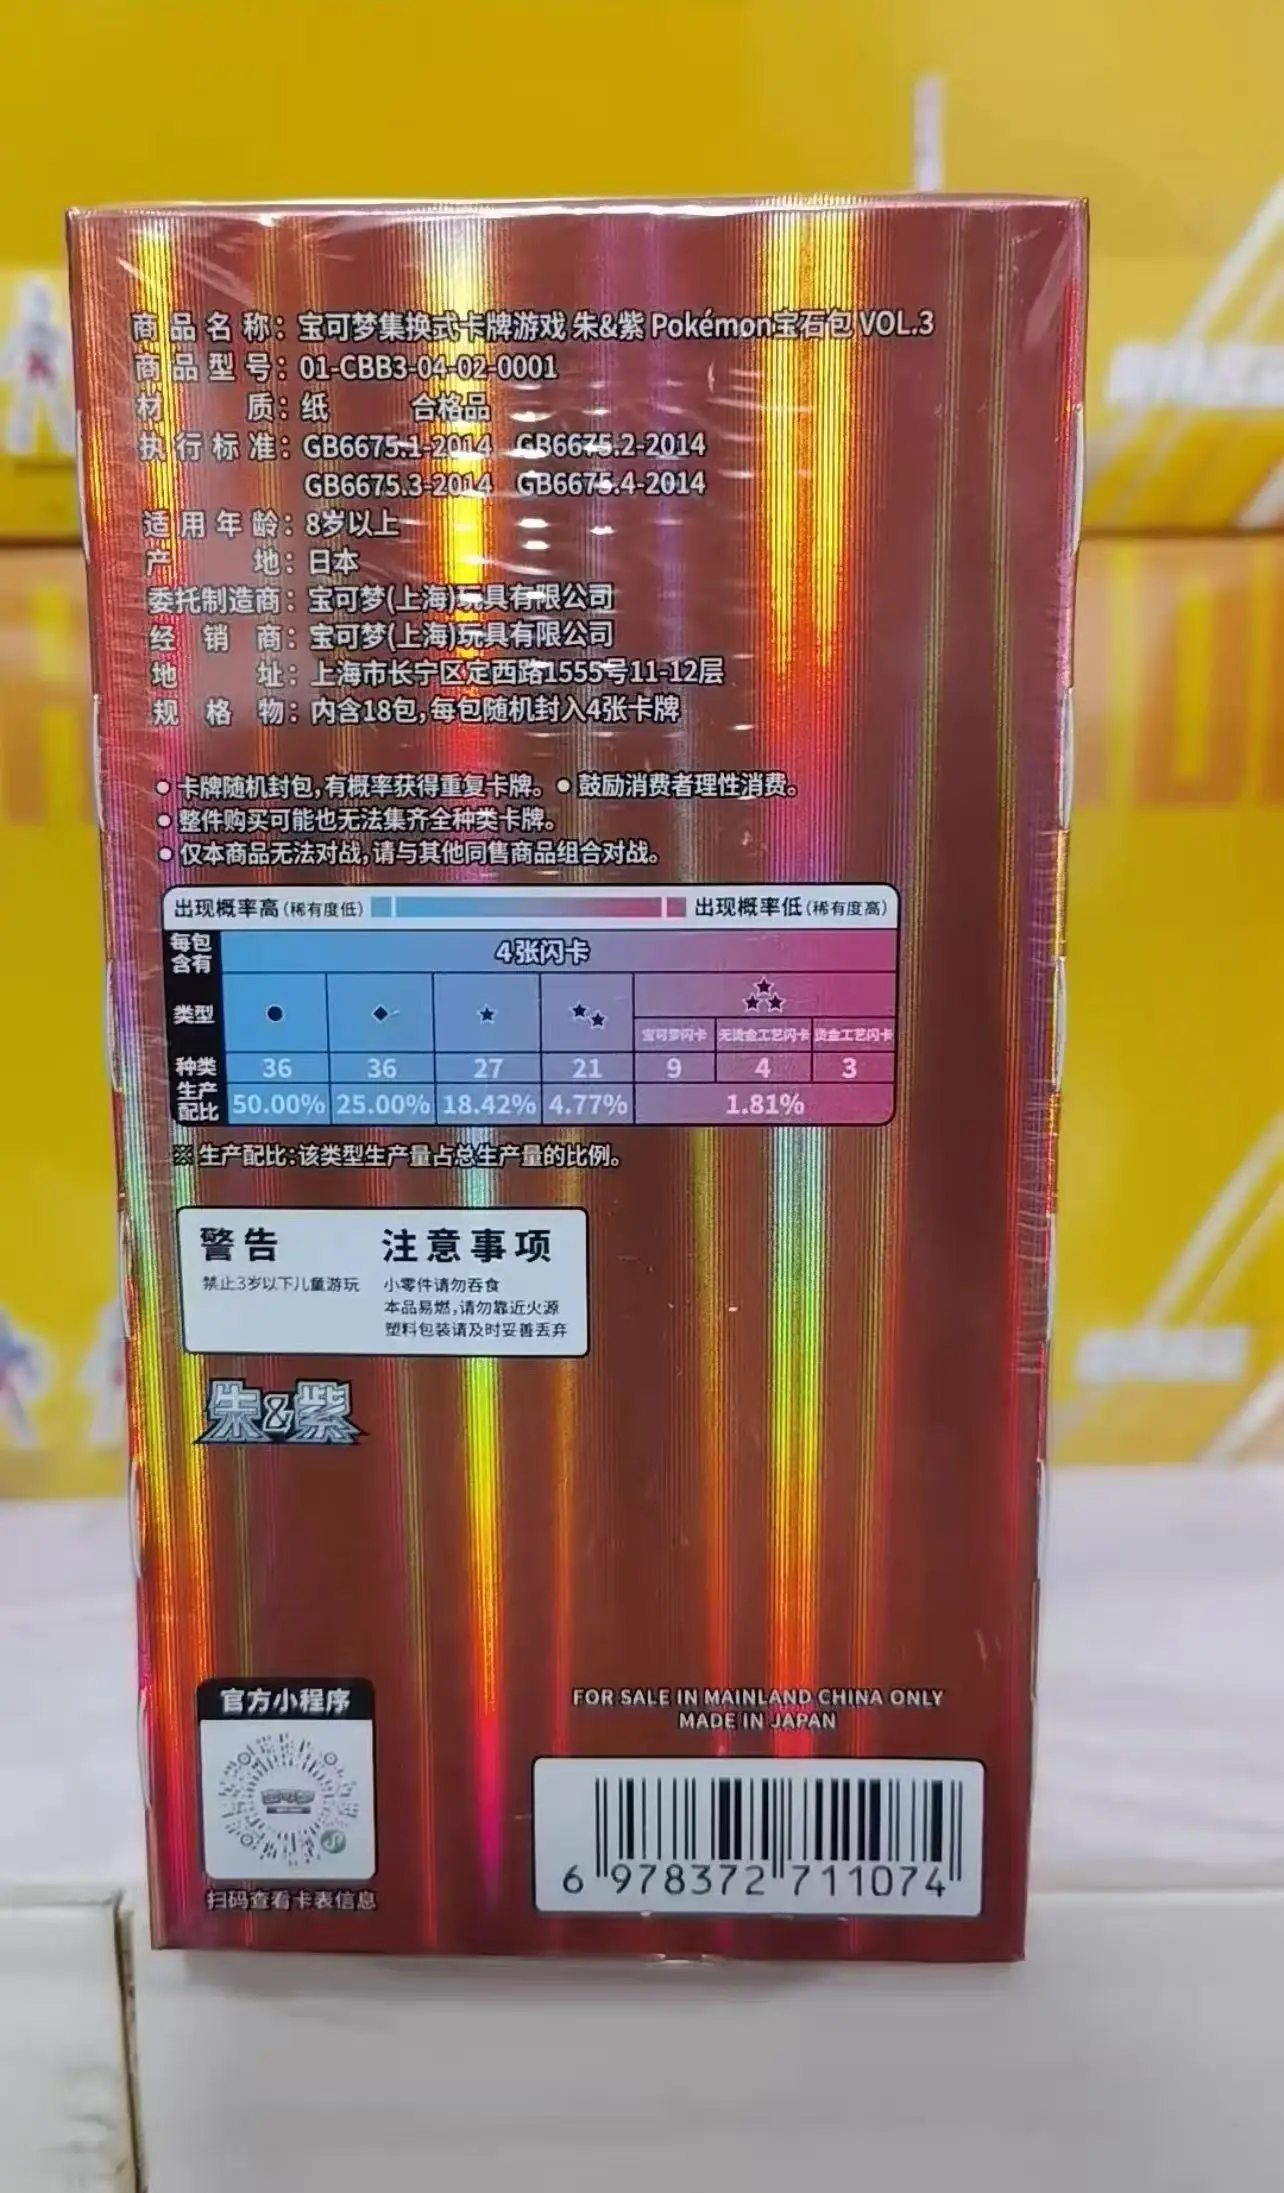 商品名称：宝可梦集换式卡牌游戏 朱&紫 Pokémon宝石包 VOL.3
商品型号：01-CBB3-04-02-0001
材质：纸 合格品
执行标准：GB6675.1-2014 GB6675.2-2014
GB6675.3-2014 GB6675.4-2014
适用年龄：8岁以上
产地：日本
委托制造商：宝可梦(上海)玩具有限公司
经销商：宝可梦(上海)玩具有限公司
地址：上海市长宁区定西路1555号11-12层
规格物：内含18包,每包随机封入4张卡牌
●卡牌随机封包,有概率获得重复卡牌。●鼓励消费者理性消费。
●整件购买可能也无法集齐全种类卡牌。
●仅本商品无法对战,请与其他同售商品组合对战。
出现概率高(稀有度低) 出现概率低(稀有度高)
每包含有 4张闪卡
类型 ● ◆ ★ ★★ ★★★
宝可梦闪卡 无烫金工艺闪卡 烫金工艺闪卡
种类 36 36 27 21 9 4 3
生产配比 50.00% 25.00% 18.42% 4.77% 1.81%
※ 生产配比:该类型生产量占总生产量的比例。
警告 注意事项
禁止3岁以下儿童游玩 小零件请勿吞食
本品易燃,请勿靠近火源
塑料包装请及时妥善丢弃
朱&紫
官方小程序
扫码查看卡表信息
FOR SALE IN MAINLAND CHINA ONLY
MADE IN JAPAN
6 978372 711074